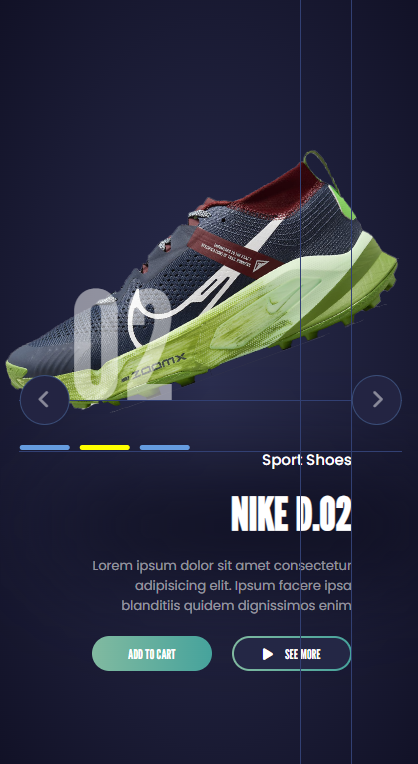 02
ZOOMX
Sport Shoes
NIKE D.02
Lorem ipsum dolor sit amet consectetur
adipisicing elit. Ipsum facere ipsa
blanditiis quidem dignissimos enim
ADD TO CART
SEE MORE